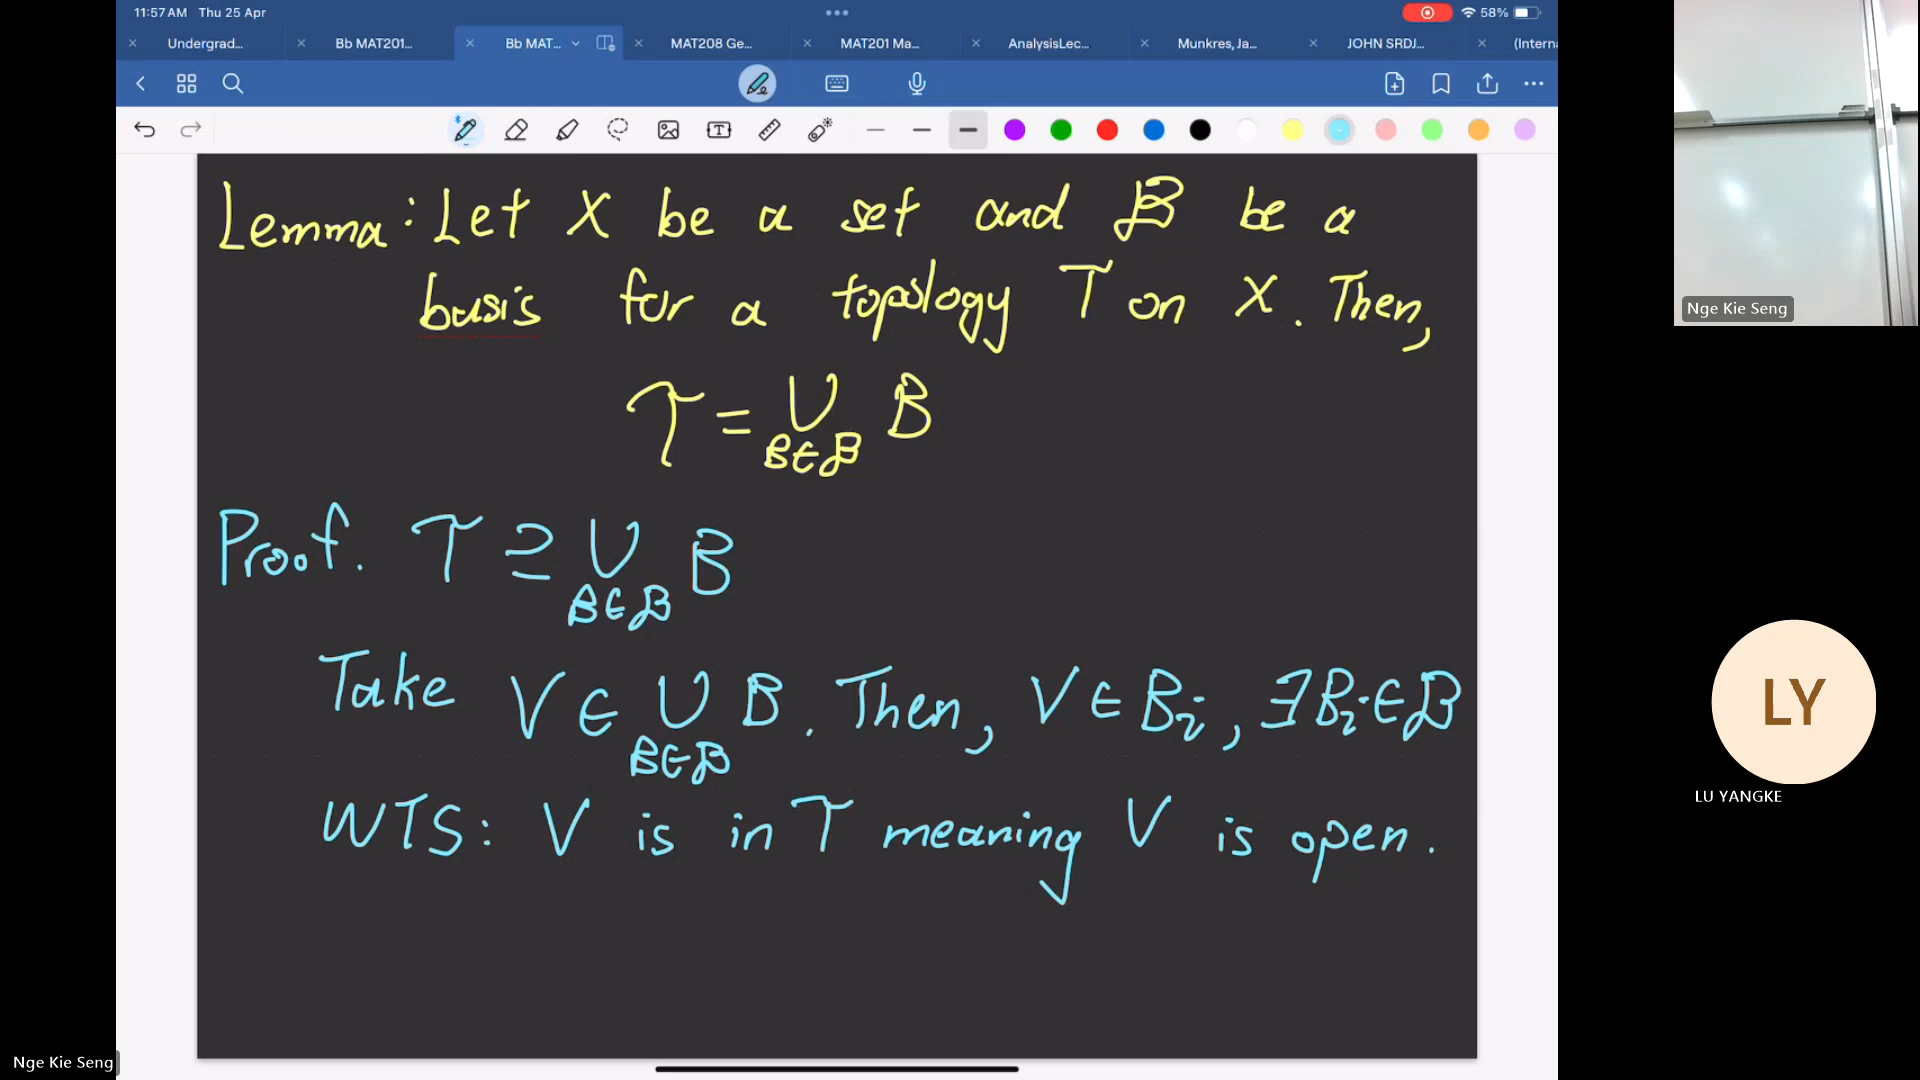 11:57 AM Thu 25 Apr
58%
Undergrad...
Bb MAT201...
Bb MAT...
MAT208 Ge...
MAT201 Ma...
AnalysisLec...
Munkres, Ja...
JOHN SRDJ...
(Intern
Lemma: Let X be a set and ℬ be a
basis for a topology T on X. Then,
T = ∪ B
B∈ℬ
Proof. T ⊇ ∪ B
B∈ℬ
Take V ∈ ∪ B. Then, V ∈ Bᵢ, ∃Bᵢ∈ℬ
B∈ℬ
WTS: V is in T meaning V is open.
Nge Kie Seng
LY
LU YANGKE
Nge Kie Seng